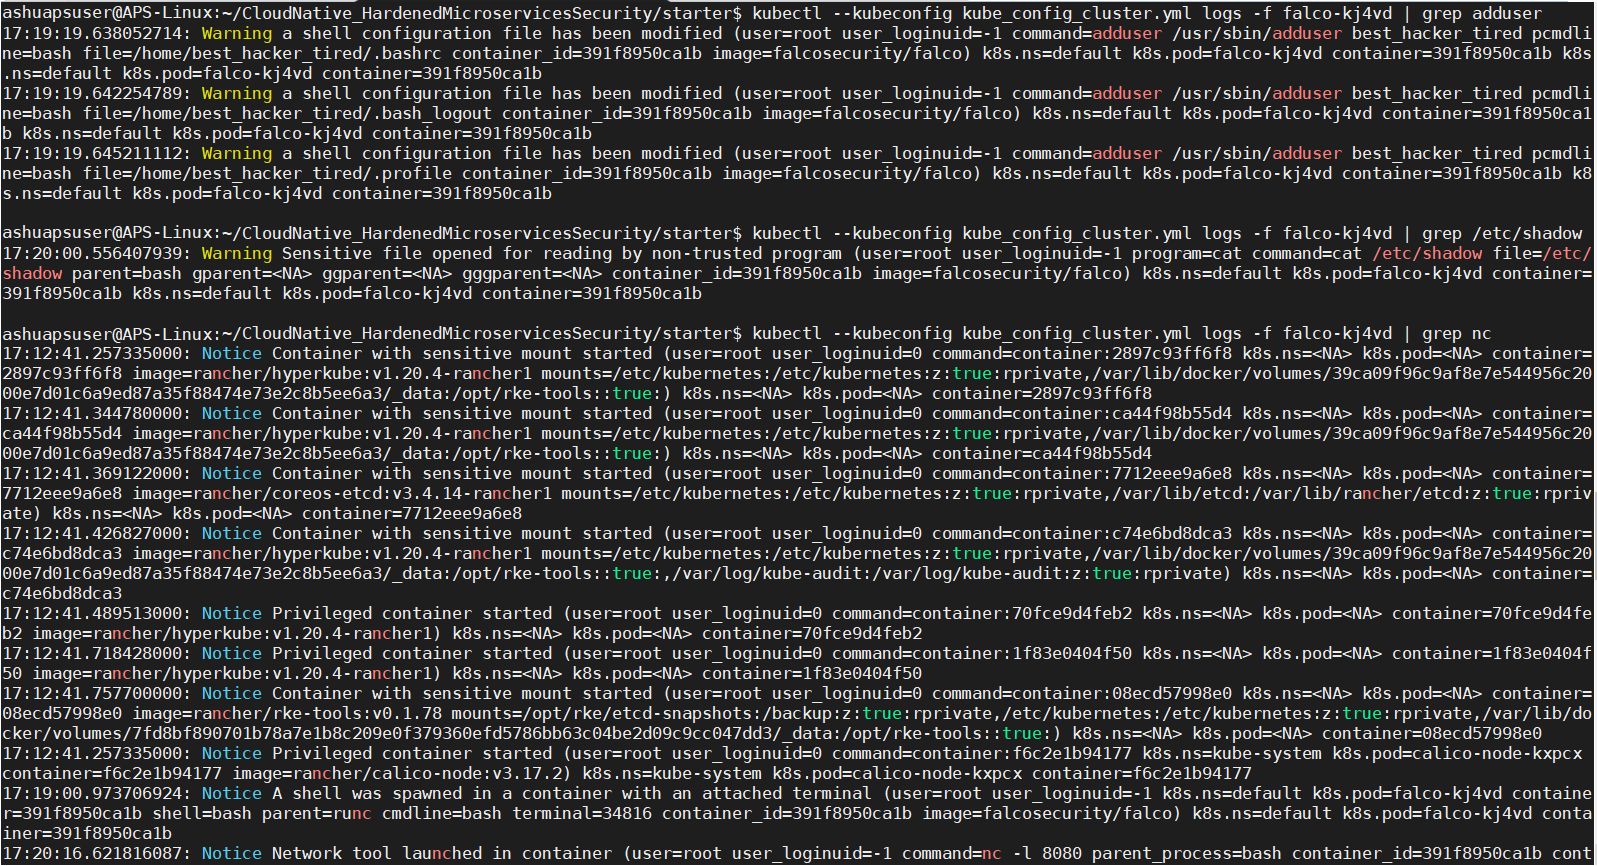 ashuapsuser@APS-Linux:~/CloudNative_HardenedMicroservicesSecurity/starter$ kubectl --kubeconfig kube_config_cluster.yml logs -f falco-kj4vd | grep adduser
17:19:19.638052714: Warning a shell configuration file has been modified (user=root user_loginuid=-1 command=adduser /usr/sbin/adduser best_hacker_tired pcmdli
ne=bash file=/home/best_hacker_tired/.bashrc container_id=391f8950ca1b image=falcosecurity/falco) k8s.ns=default k8s.pod=falco-kj4vd container=391f8950ca1b k8s
.ns=default k8s.pod=falco-kj4vd container=391f8950ca1b
17:19:19.642254789: Warning a shell configuration file has been modified (user=root user_loginuid=-1 command=adduser /usr/sbin/adduser best_hacker_tired pcmdli
ne=bash file=/home/best_hacker_tired/.bash_logout container_id=391f8950ca1b image=falcosecurity/falco) k8s.ns=default k8s.pod=falco-kj4vd container=391f8950ca1
b k8s.ns=default k8s.pod=falco-kj4vd container=391f8950ca1b
17:19:19.645211112: Warning a shell configuration file has been modified (user=root user_loginuid=-1 command=adduser /usr/sbin/adduser best_hacker_tired pcmdli
ne=bash file=/home/best_hacker_tired/.profile container_id=391f8950ca1b image=falcosecurity/falco) k8s.ns=default k8s.pod=falco-kj4vd container=391f8950ca1b k8
s.ns=default k8s.pod=falco-kj4vd container=391f8950ca1b
ashuapsuser@APS-Linux:~/CloudNative_HardenedMicroservicesSecurity/starter$ kubectl --kubeconfig kube_config_cluster.yml logs -f falco-kj4vd | grep /etc/shadow
17:20:00.556407939: Warning Sensitive file opened for reading by non-trusted program (user=root user_loginuid=-1 program=cat command=cat /etc/shadow file=/etc/
shadow parent=bash gparent=<NA> ggparent=<NA> gggparent=<NA> container_id=391f8950ca1b image=falcosecurity/falco) k8s.ns=default k8s.pod=falco-kj4vd container=
391f8950ca1b k8s.ns=default k8s.pod=falco-kj4vd container=391f8950ca1b
ashuapsuser@APS-Linux:~/CloudNative_HardenedMicroservicesSecurity/starter$ kubectl --kubeconfig kube_config_cluster.yml logs -f falco-kj4vd | grep nc
17:12:41.257335000: Notice Container with sensitive mount started (user=root user_loginuid=0 command=container:2897c93ff6f8 k8s.ns=<NA> k8s.pod=<NA> container=
2897c93ff6f8 image=rancher/hyperkube:v1.20.4-rancher1 mounts=/etc/kubernetes:/etc/kubernetes:z:true:rprivate,/var/lib/docker/volumes/39ca09f96c9af8e7e544956c20
00e7d01c6a9ed87a35f88474e73e2c8b5ee6a3/_data:/opt/rke-tools::true:) k8s.ns=<NA> k8s.pod=<NA> container=2897c93ff6f8
17:12:41.344780000: Notice Container with sensitive mount started (user=root user_loginuid=0 command=container:ca44f98b55d4 k8s.ns=<NA> k8s.pod=<NA> container=
ca44f98b55d4 image=rancher/hyperkube:v1.20.4-rancher1 mounts=/etc/kubernetes:/etc/kubernetes:z:true:rprivate,/var/lib/docker/volumes/39ca09f96c9af8e7e544956c20
00e7d01c6a9ed87a35f88474e73e2c8b5ee6a3/_data:/opt/rke-tools::true:) k8s.ns=<NA> k8s.pod=<NA> container=ca44f98b55d4
17:12:41.369122000: Notice Container with sensitive mount started (user=root user_loginuid=0 command=container:7712eee9a6e8 k8s.ns=<NA> k8s.pod=<NA> container=
7712eee9a6e8 image=rancher/coreos-etcd:v3.4.14-rancher1 mounts=/etc/kubernetes:/etc/kubernetes:z:true:rprivate,/var/lib/etcd:/var/lib/rancher/etcd:z:true:rpriv
ate) k8s.ns=<NA> k8s.pod=<NA> container=7712eee9a6e8
17:12:41.426827000: Notice Container with sensitive mount started (user=root user_loginuid=0 command=container:c74e6bd8dca3 k8s.ns=<NA> k8s.pod=<NA> container=
c74e6bd8dca3 image=rancher/hyperkube:v1.20.4-rancher1 mounts=/etc/kubernetes:/etc/kubernetes:z:true:rprivate,/var/lib/docker/volumes/39ca09f96c9af8e7e544956c20
00e7d01c6a9ed87a35f88474e73e2c8b5ee6a3/_data:/opt/rke-tools::true:,/var/log/kube-audit:/var/log/kube-audit:z:true:rprivate) k8s.ns=<NA> k8s.pod=<NA> container=
c74e6bd8dca3
17:12:41.489513000: Notice Privileged container started (user=root user_loginuid=0 command=container:70fce9d4feb2 k8s.ns=<NA> k8s.pod=<NA> container=70fce9d4fe
b2 image=rancher/hyperkube:v1.20.4-rancher1) k8s.ns=<NA> k8s.pod=<NA> container=70fce9d4feb2
17:12:41.718428000: Notice Privileged container started (user=root user_loginuid=0 command=container:1f83e0404f50 k8s.ns=<NA> k8s.pod=<NA> container=1f83e0404f
50 image=rancher/hyperkube:v1.20.4-rancher1) k8s.ns=<NA> k8s.pod=<NA> container=1f83e0404f50
17:12:41.757700000: Notice Container with sensitive mount started (user=root user_loginuid=0 command=container:08ecd57998e0 k8s.ns=<NA> k8s.pod=<NA> container=
08ecd57998e0 image=rancher/rke-tools:v0.1.78 mounts=/opt/rke/etcd-snapshots:/backup:z:true:rprivate,/etc/kubernetes:/etc/kubernetes:z:true:rprivate,/var/lib/do
cker/volumes/7fd8bf890701b78a7e1b8c209e0f379360efd5786bb63c04be2d09c9cc047dd3/_data:/opt/rke-tools::true:) k8s.ns=<NA> k8s.pod=<NA> container=08ecd57998e0
17:12:41.257335000: Notice Privileged container started (user=root user_loginuid=0 command=container:f6c2e1b94177 k8s.ns=kube-system k8s.pod=calico-node-kxpcx
container=f6c2e1b94177 image=rancher/calico-node:v3.17.2) k8s.ns=kube-system k8s.pod=calico-node-kxpcx container=f6c2e1b94177
17:19:00.973706924: Notice A shell was spawned in a container with an attached terminal (user=root user_loginuid=-1 k8s.ns=default k8s.pod=falco-kj4vd containe
r=391f8950ca1b shell=bash parent=runc cmdline=bash terminal=34816 container_id=391f8950ca1b image=falcosecurity/falco) k8s.ns=default k8s.pod=falco-kj4vd conta
iner=391f8950ca1b
17:20:16.621816087: Notice Network tool launched in container (user=root user_loginuid=-1 command=nc -l 8080 parent_process=bash container_id=391f8950ca1b cont